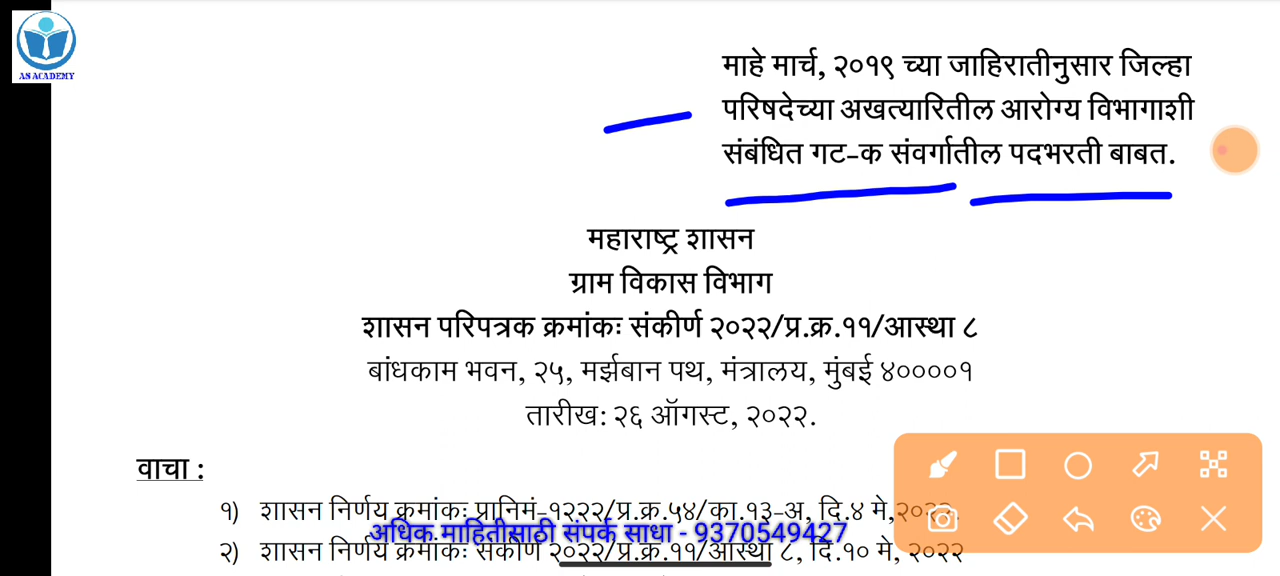 AS ACADEMY
माहे मार्च, २०१९ च्या जाहिरातीनुसार जिल्हा
परिषदेच्या अखत्यारितील आरोग्य विभागाशी
संबंधित गट-क संवर्गातील पदभरती बाबत.
महाराष्ट्र शासन
ग्राम विकास विभाग
शासन परिपत्रक क्रमांकः संकीर्ण २०२२/प्र.क्र.११/आस्था ८
बांधकाम भवन, २५, मर्झबान पथ, मंत्रालय, मुंबई ४००००१
तारीख: २६ ऑगस्ट, २०२२.
वाचा :
१) शासन निर्णय क्रमांकः प्रानिमं-१२२२/प्र.क्र.५४/का.१३-अ, दि.४ मे,२०२२.
अधिक माहितीसाठी संपर्क साधा - 9370549427
२) शासन निर्णय क्रमांकः संकीर्ण २०२२/प्र.क्र.११/आस्था ८, दि.१० मे, २०२२